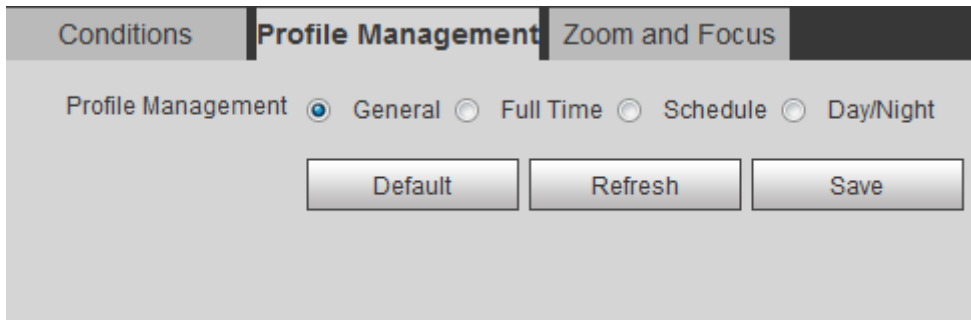 Conditions Profile Management Zoom and Focus
Profile Management General Full Time Schedule Day/Night
Default Refresh Save